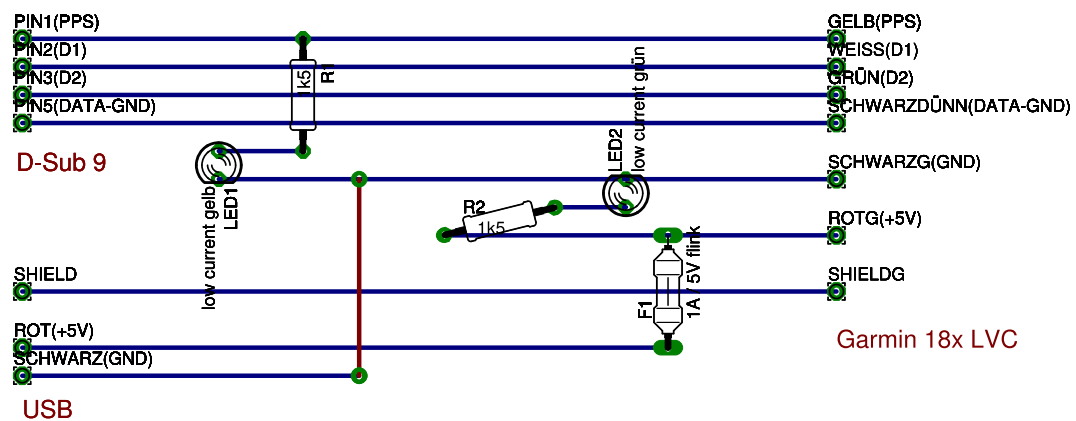 PIN1(PPS)
GELB(PPS)
PIN2(D1)
WEISS(D1)
PIN3(D2)
GRÜN(D2)
PIN5(DATA-GND)
SCHWARZDÜNN(DATA-GND)
R1
1k5
D-Sub 9
low current gelb
LED1
LED2
low current grün
SCHWARZG(GND)
R2
1k5
ROTG(+5V)
SHIELD
SHIELDG
F1
1A / 5V flink
ROT(+5V)
SCHWARZ(GND)
Garmin 18x LVC
USB